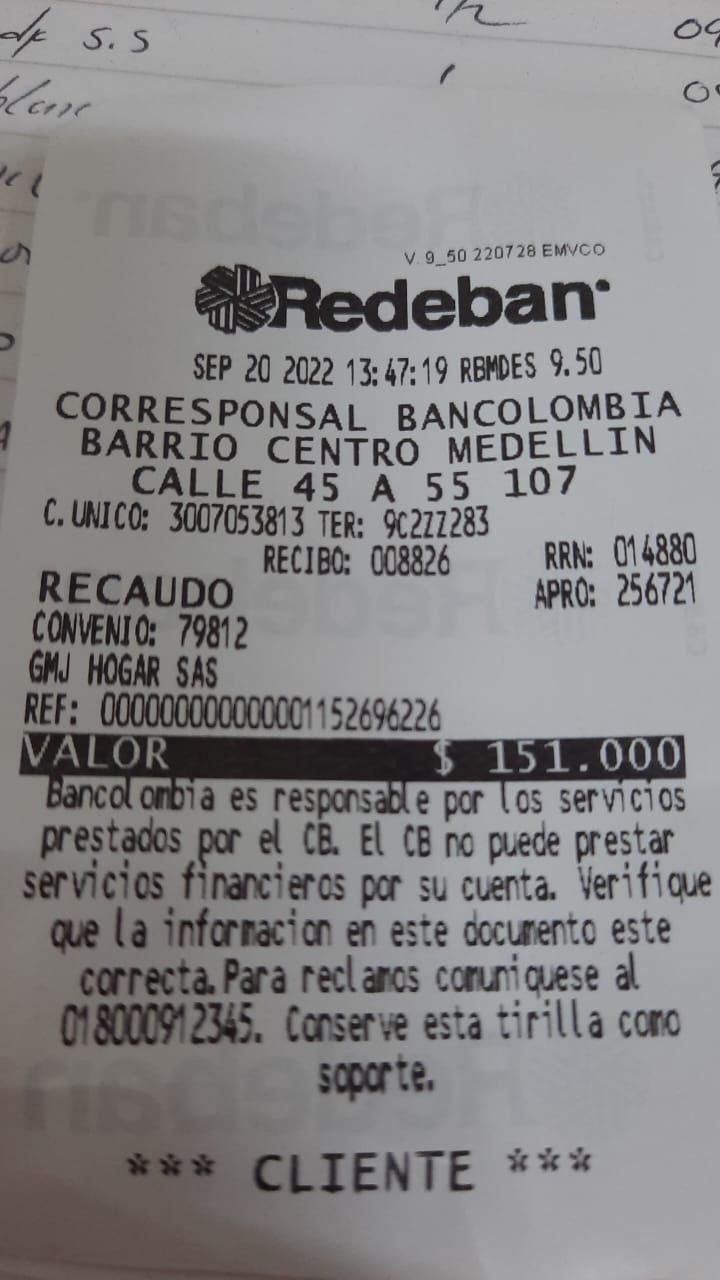 S.S
V. 9_50 220728 EMVCO
Redeban
SEP 20 2022 13:47:19 RBMDES 9.50
CORRESPONSAL BANCOLOMBIA
BARRIO CENTRO MEDELLIN
CALLE 45 A 55 107
C. UNICO: 3007053813 TER: 9C2ZZ283
RECIBO: 008826 RRN: 014880
RECAUDO APRO: 256721
CONVENIO: 79812
GMJ HOGAR SAS
REF: 00000000000001152696226
VALOR $ 151.000
Bancolombia es responsable por los servicios
prestados por el CB. El CB no puede prestar
servicios financieros por su cuenta. Verifique
que la informacion en este documento este
correcta. Para reclamos comuniquese al
018000912345. Conserve esta tirilla como
soporte.
*** CLIENTE ***